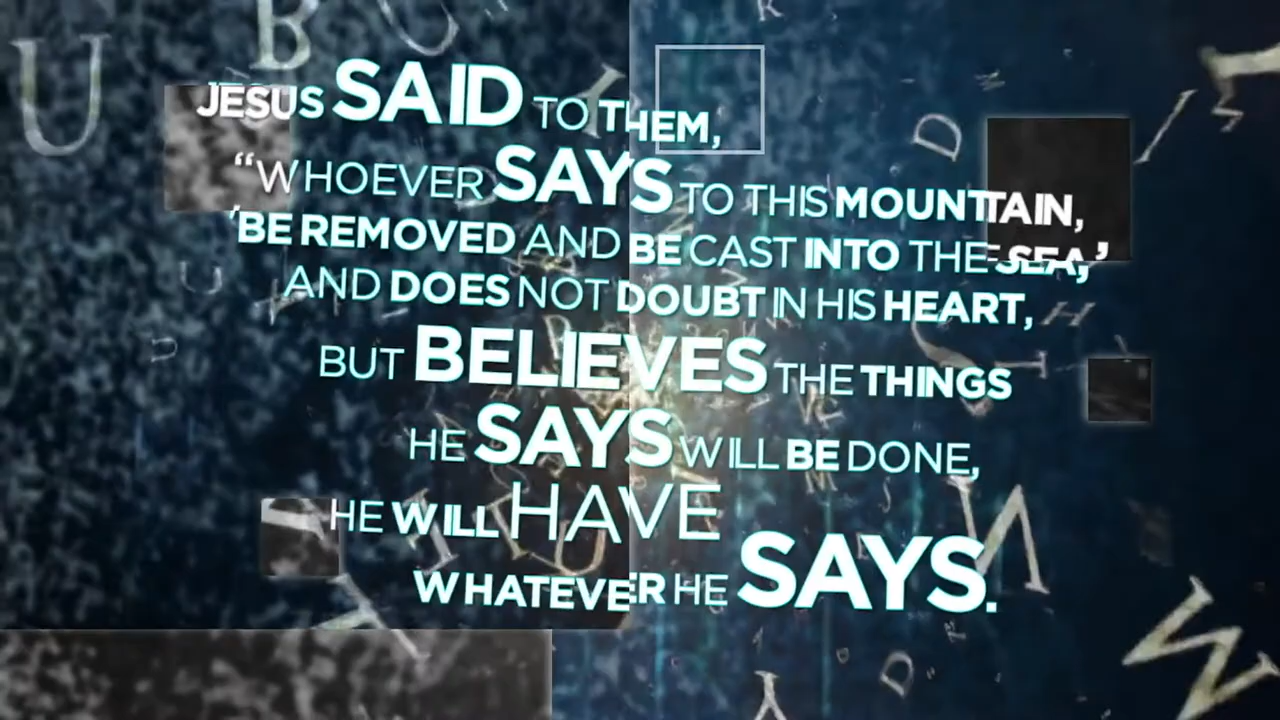 JESUS SAID TO THEM,
“WHOEVER SAYS TO THIS MOUNTAIN,
‘BE REMOVED AND BE CAST INTO THE SEA,’
AND DOES NOT DOUBT IN HIS HEART,
BUT BELIEVES THE THINGS
HE SAYS WILL BE DONE,
HE WILL HAVE
WHATEVER HE SAYS.